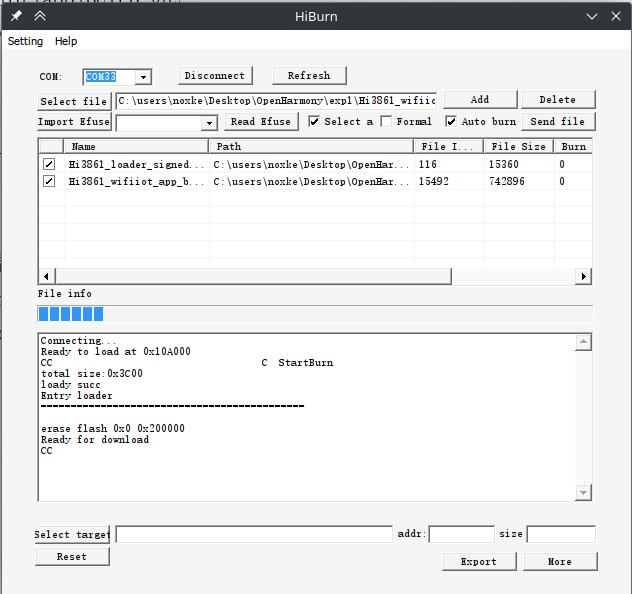 HiBurn
Setting Help
COM: COM33 Disconnect Refresh
Select file C:\users\noxke\Desktop\OpenHarmony\exp1\Hi3861_wifiic Add Delete
Import Efuse Read Efuse Select a Formal Auto burn Send file
Name Path File I... File Size Burn
Hi3861_loader_signed... C:\users\noxke\Desktop\OpenHar... 116 15360 0
Hi3861_wifiiot_app_b... C:\users\noxke\Desktop\OpenHar... 15492 742896 0
File info
Connecting...
Ready to load at 0x10A000
CC C StartBurn
total size:0x3C00
loady succ
Entry loader
============================================
erase flash 0x0 0x200000
Ready for download
CC
Select target addr: size
Reset
Export More